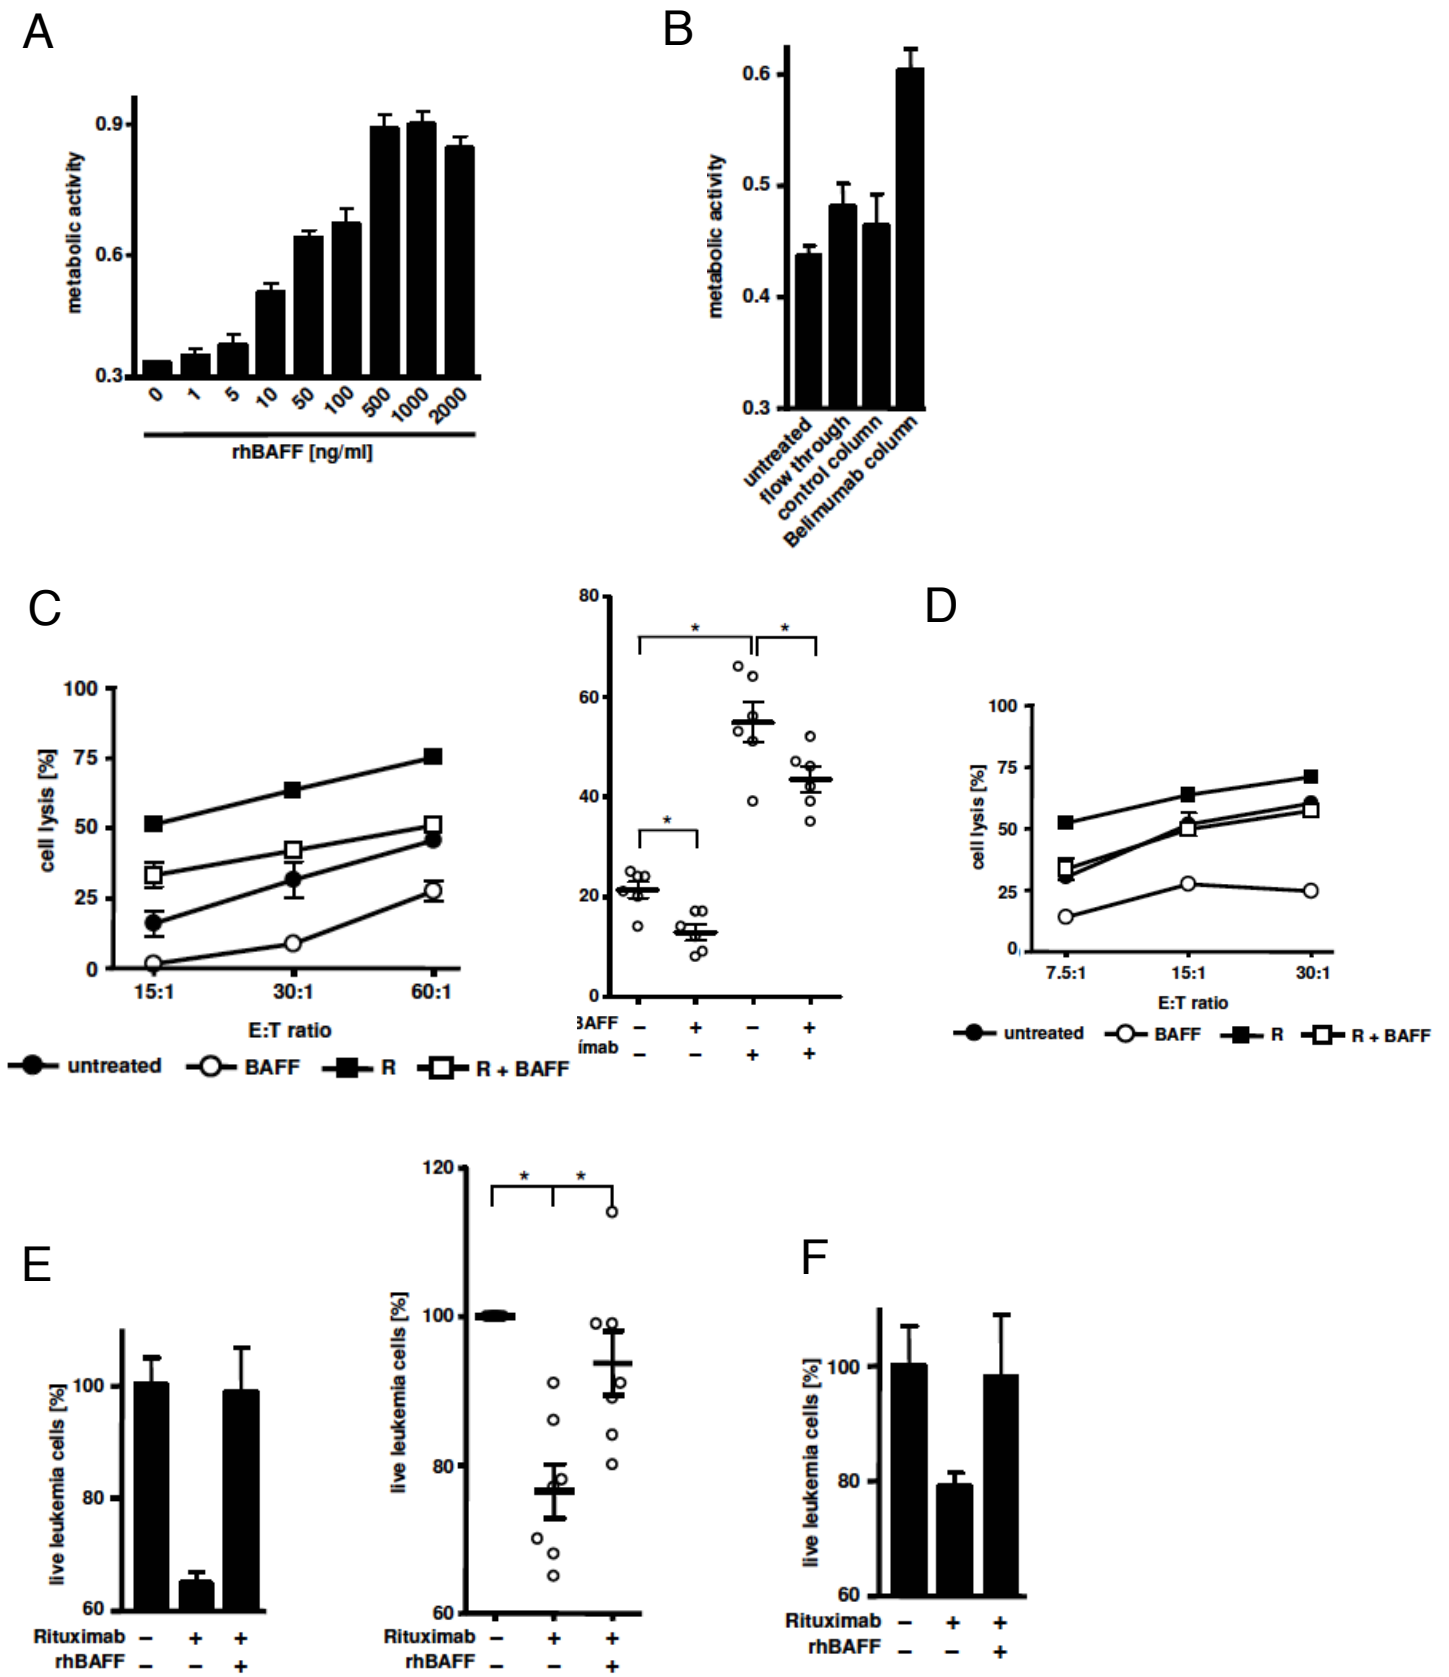 A
0.9
0.6
0.3
metabolic activity
0 1 5 10 50 100 500 1000 2000
rhBAFF [ng/ml]
B
0.6
0.5
0.4
0.3
metabolic activity
untreated
flow through
control column
Belimumab column
C
100
75
50
25
0
cell lysis [%]
15:1 30:1 60:1
E:T ratio
untreated BAFF R R + BAFF
80
60
40
20
0
* *
*
BAFF – + – +
imab – – + +
D
100
75
50
25
0
cell lysis [%]
7.5:1 15:1 30:1
E:T ratio
untreated BAFF R R + BAFF
E
100
80
60
live leukemia cells [%]
Rituximab – + +
rhBAFF – – +
120
100
80
60
live leukemia cells [%]
* *
Rituximab – + +
rhBAFF – – +
F
100
80
60
live leukemia cells [%]
Rituximab – + +
rhBAFF – – +